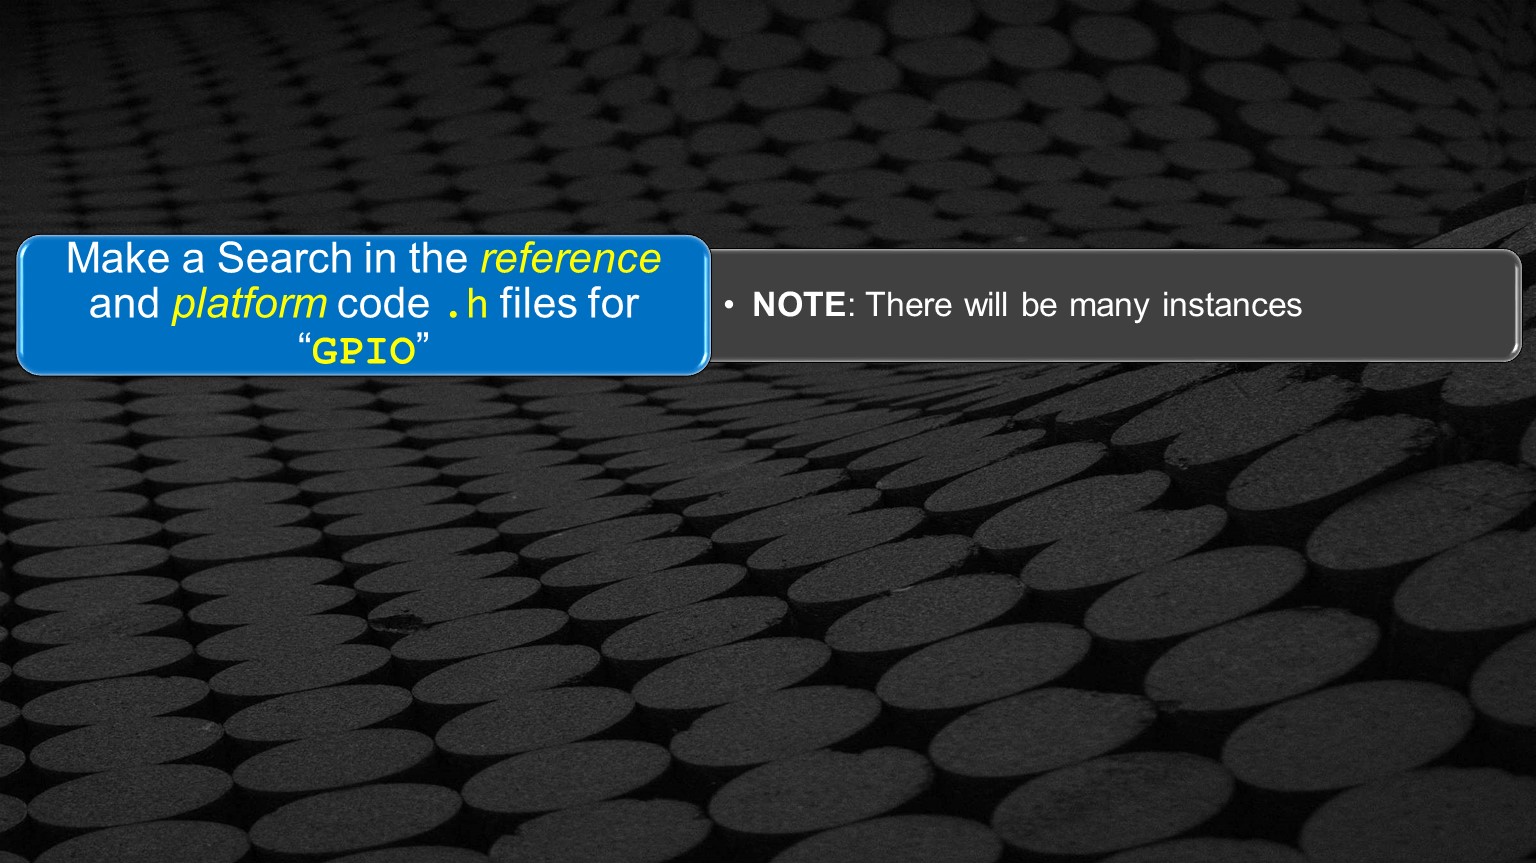 Make a Search in the reference
and platform code .h files for
“GPIO”
• NOTE: There will be many instances